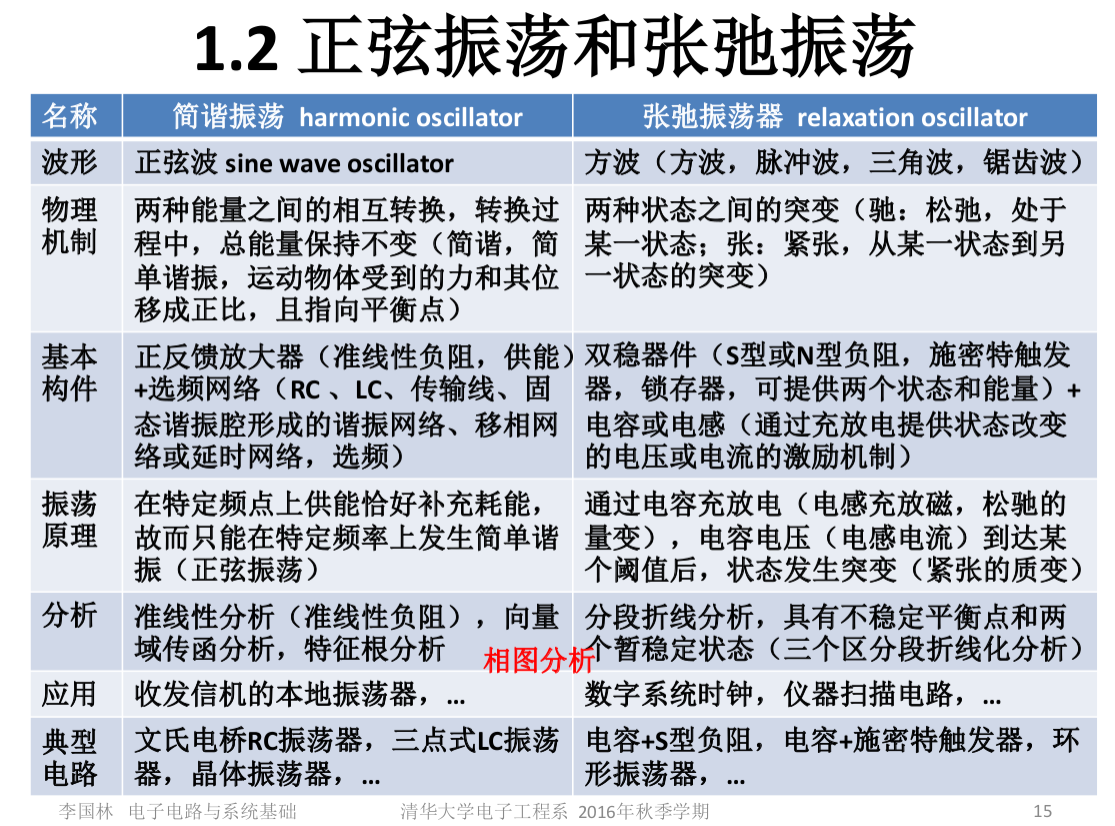 1.2 正弦振荡和张弛振荡
名称
简谐振荡 harmonic oscillator
张弛振荡器 relaxation oscillator
波形
正弦波 sine wave oscillator
方波（方波，脉冲波，三角波，锯齿波）
物理
机制
两种能量之间的相互转换，转换过
程中，总能量保持不变（简谐，简
单谐振，运动物体受到的力和其位
移成正比，且指向平衡点）
两种状态之间的突变（驰：松弛，处于
某一状态；张：紧张，从某一状态到另
一状态的突变）
基本
构件
正反馈放大器（准线性负阻，供能）
+选频网络（RC 、LC、传输线、固
态谐振腔形成的谐振网络、移相网
络或延时网络，选频）
双稳器件（S型或N型负阻，施密特触发
器，锁存器，可提供两个状态和能量）+
电容或电感（通过充放电提供状态改变
的电压或电流的激励机制）
振荡
原理
在特定频点上供能恰好补充耗能，
故而只能在特定频率上发生简单谐
振（正弦振荡）
通过电容充放电（电感充放磁，松驰的
量变），电容电压（电感电流）到达某
个阈值后，状态发生突变（紧张的质变）
分析
准线性分析（准线性负阻），向量
域传函分析，特征根分析
相图分析
分段折线分析，具有不稳定平衡点和两
个暂稳定状态（三个区分段折线化分析）
应用
收发信机的本地振荡器，…
数字系统时钟，仪器扫描电路，…
典型
电路
文氏电桥RC振荡器，三点式LC振荡
器，晶体振荡器，…
电容+S型负阻，电容+施密特触发器，环
形振荡器，…
李国林 电子电路与系统基础
清华大学电子工程系 2016年秋季学期
15